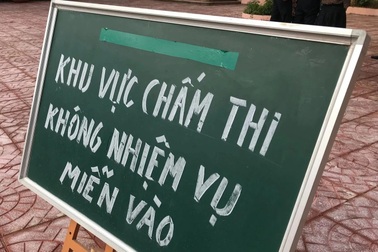 KHU VỰC CHẤM THI
KHÔNG NHIỆM VỤ
MIỄN VÀO